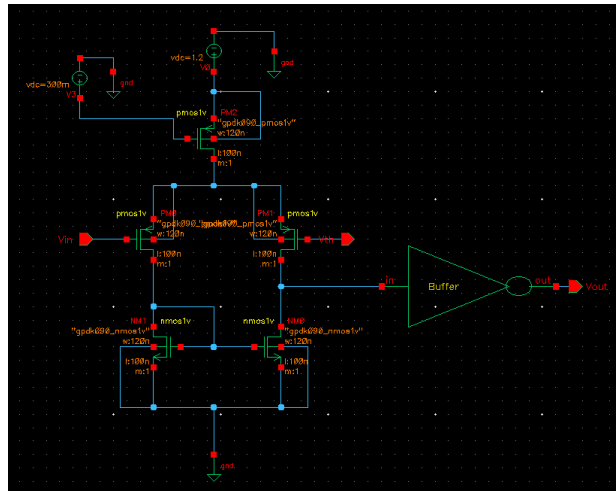 vdc=1.2
V0
gnd
vdc=300m
V3
gnd
pmos1v
PM2
"gpdk090_pmos1v"
w:120n
l:100n
m:1
pmos1v
PM1
pmos1v
"gpdk090_pmos1v"
w:120n
w:120n
Vin
Vth
l:100n
m:1
l:100n
m:1
in
Buffer
out
Vout
NM1
nmos1v
nmos1v
NM0
"gpdk090_nmos1v"
"gpdk090_nmos1v"
w:120n
w:120n
l:100n
m:1
l:100n
m:1
gnd